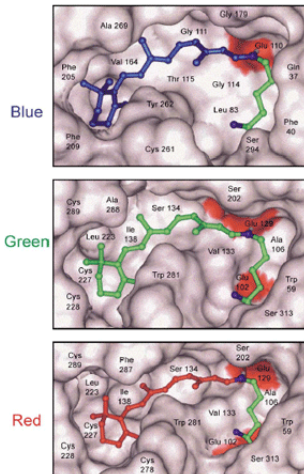 Gly 179
Ala 269
Gly 111
Glu 110
Val 164
Phe 205
Gln 37
Thr 115
Gly 114
Tyr 262
Leu 83
Phe 40
Blue
Phe 209
Cys 261
Ser 294
Ser 202
Cys 289
Ala 286
Ser 134
Ile 138
Glu 129
Green
Leu 223
Val 133
Ala 106
Cys 227
Trp 281
Glu 102
Trp 59
Cys 228
Ser 313
Ser 202
Cys 289
Phe 287
Ser 134
Glu 129
Leu 223
Ile 138
Ala 106
Red
Val 133
Cys 227
Trp 281
Trp 59
Glu 102
Cys 228
Cys 278
Ser 313